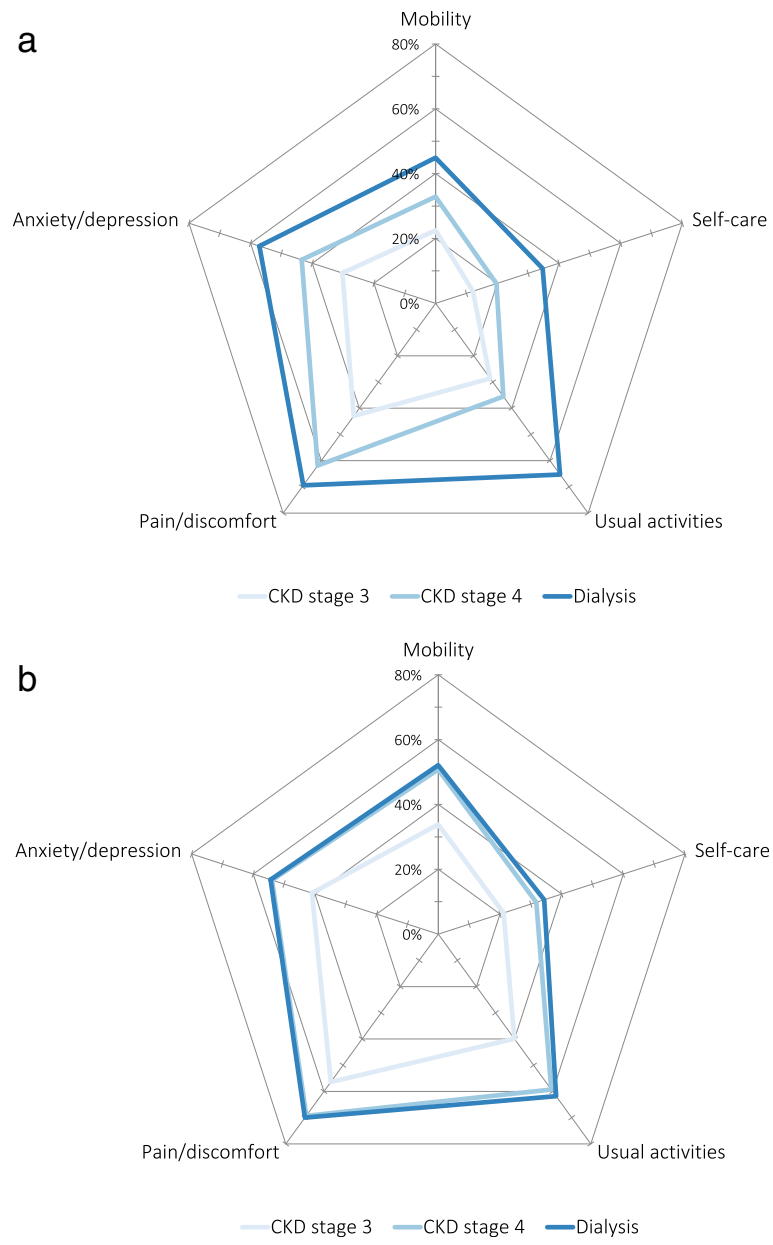 a
Mobility
80%
60%
40%
20%
0%
Anxiety/depression
Self-care
Pain/discomfort
Usual activities
CKD stage 3 CKD stage 4 Dialysis
b
Mobility
80%
60%
40%
20%
0%
Anxiety/depression
Self-care
Pain/discomfort
Usual activities
CKD stage 3 CKD stage 4 Dialysis